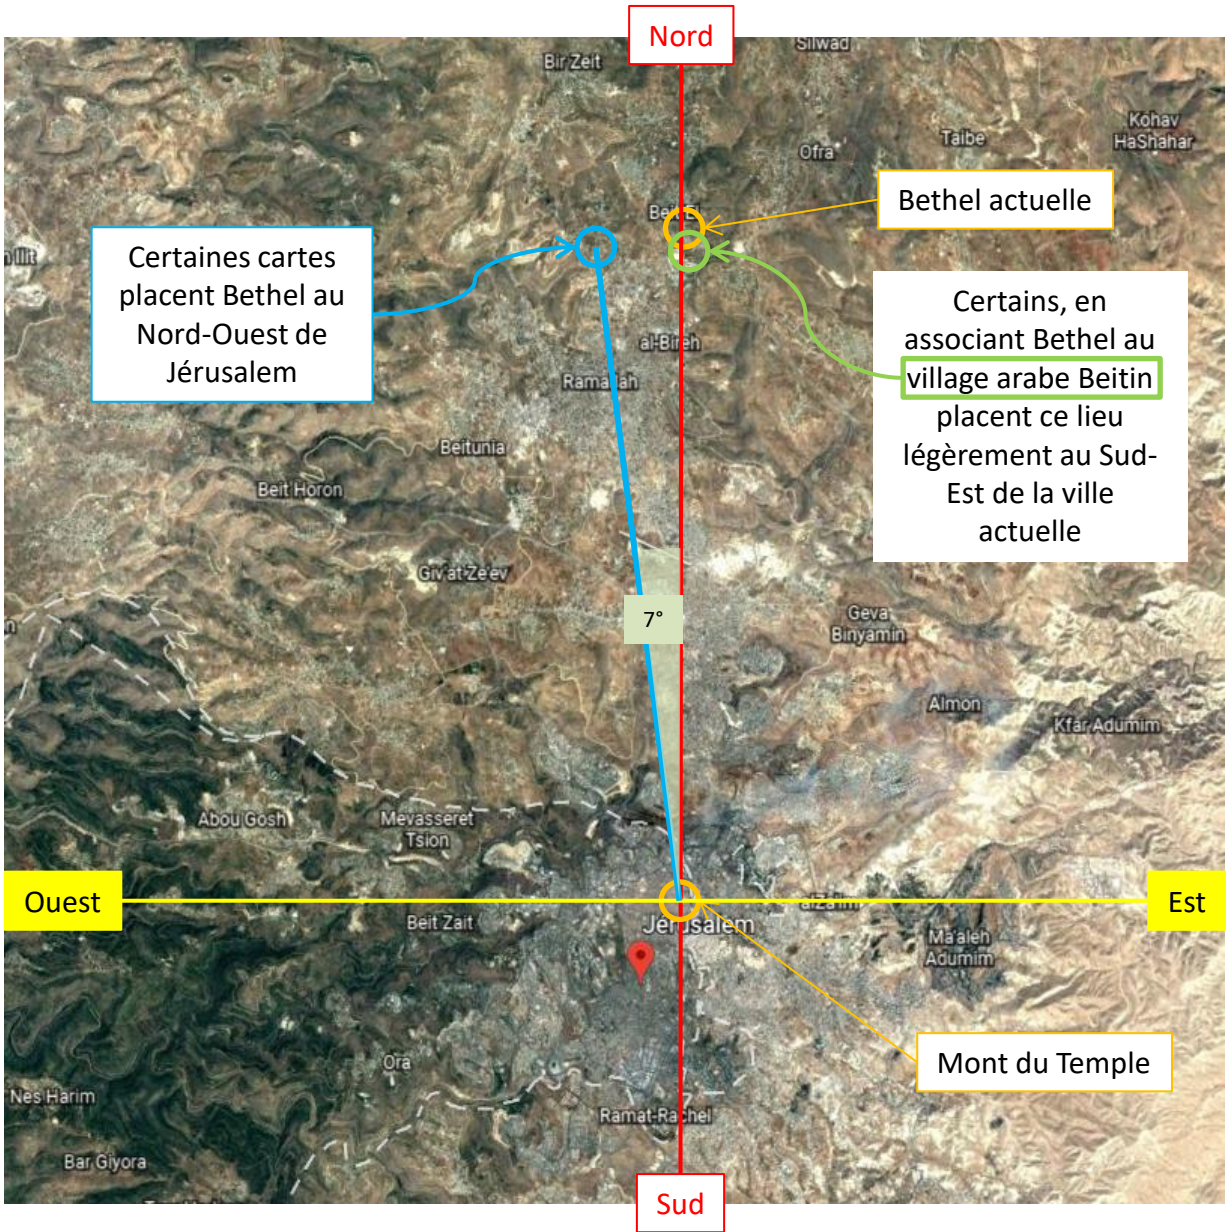 Nord
Silwad
Bir Zeit
Kohav
HaShahar
Taibe
Ofra
Bethel actuelle
Beit El
Certaines cartes
placent Bethel au
Nord-Ouest de
Jérusalem
Certains, en
associant Bethel au
village arabe Beitin
placent ce lieu
légèrement au Sud-
Est de la ville
actuelle
al-Bireh
Ramallah
Beitunia
Beit Horon
Giv'at Ze'ev
7°
Geva
Binyamin
Almon
Kfar Adumim
Abou Gosh
Mevasseret
Tsion
Ouest
Est
Beit Zait
Jérusalem
Ma'aleh
Adumim
Ora
Mont du Temple
Nes Harim
Ramat-Rachel
Bar Giyora
Sud